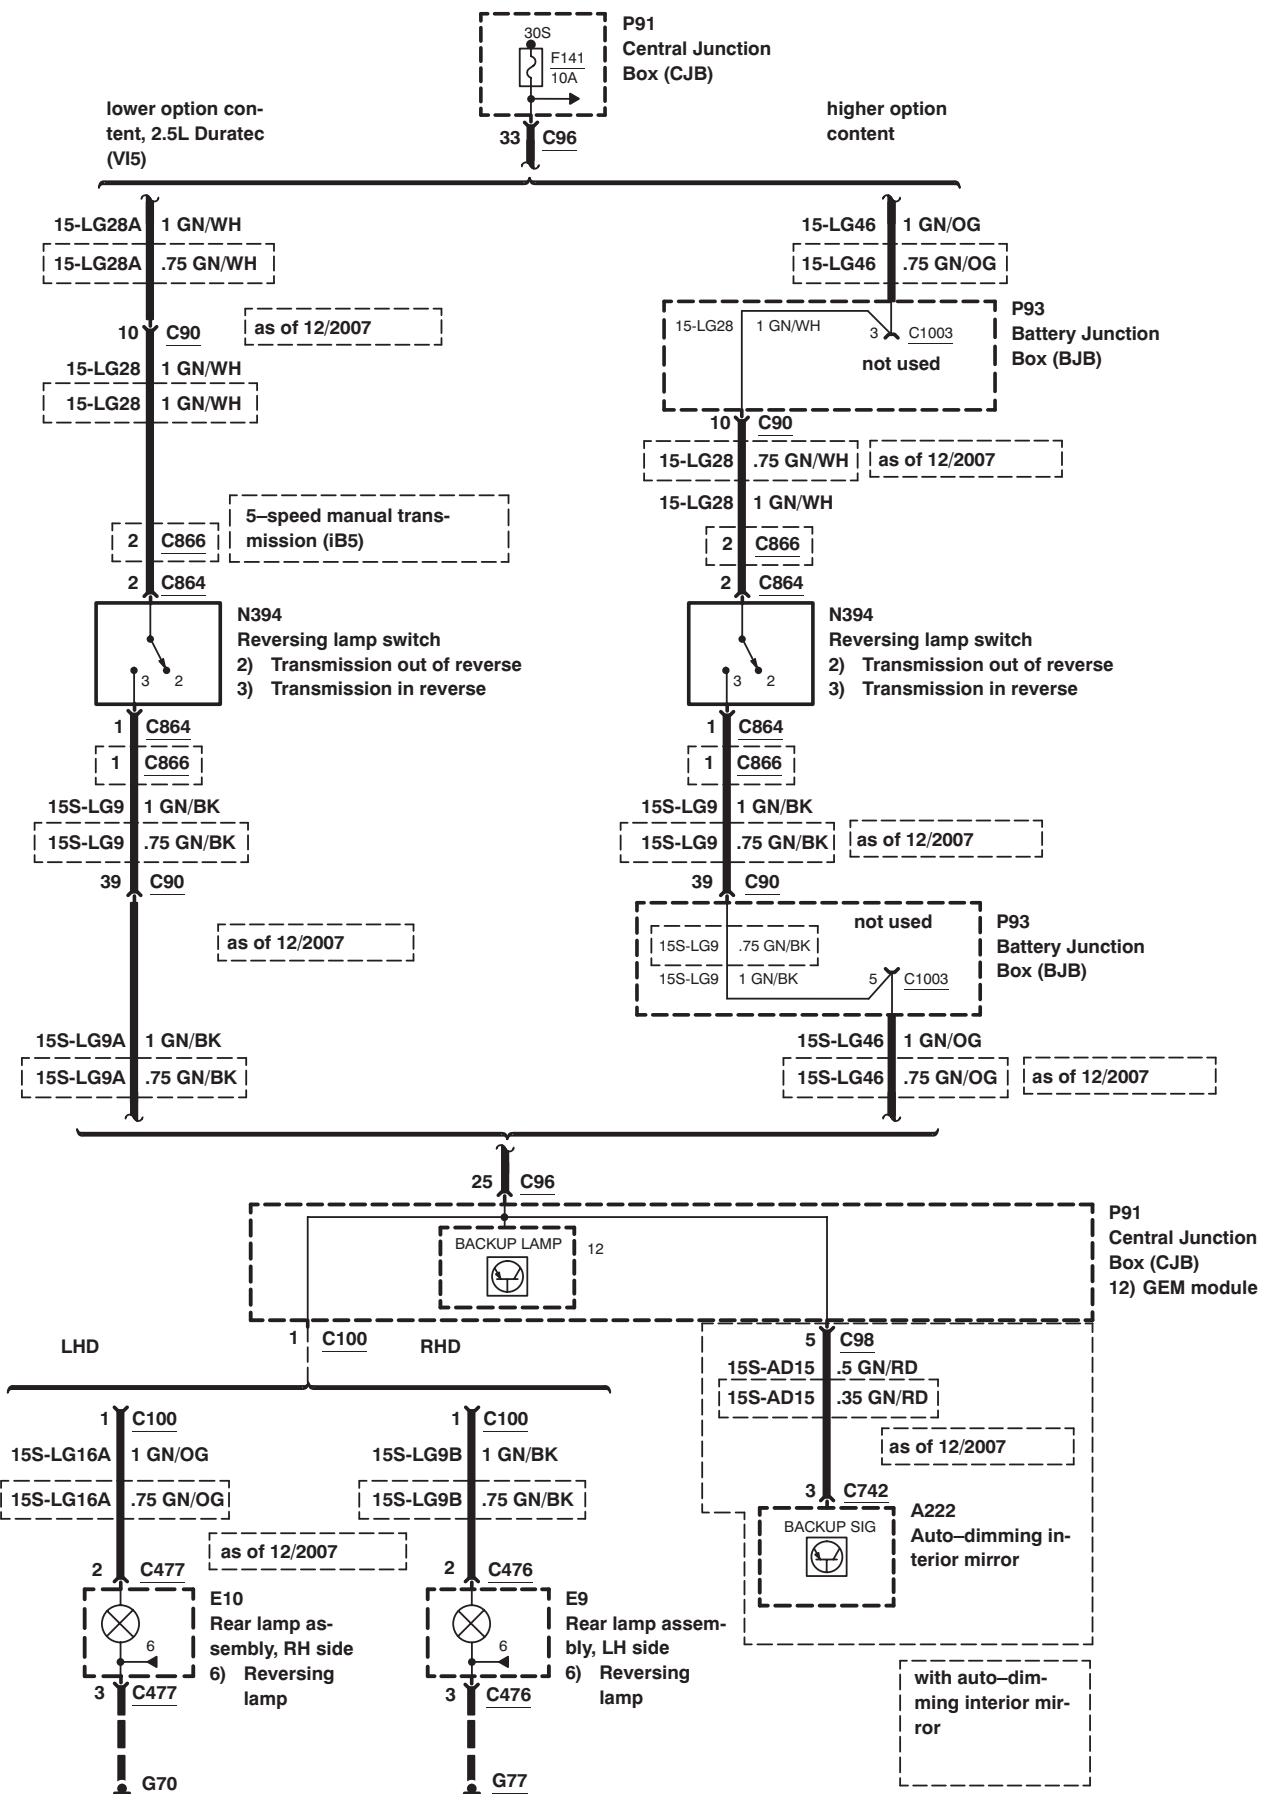 30S
F141
10A
P91
Central Junction
Box (CJB)
33 C96
lower option con-
tent, 2.5L Duratec
(VI5)
higher option
content
15-LG28A 1 GN/WH
15-LG28A .75 GN/WH
10 C90
as of 12/2007
15-LG28 1 GN/WH
15-LG28 1 GN/WH
5–speed manual trans-
mission (iB5)
2 C866
2 C864
3 2
N394
Reversing lamp switch
2) Transmission out of reverse
3) Transmission in reverse
1 C864
1 C866
15S-LG9 1 GN/BK
15S-LG9 .75 GN/BK
39 C90
as of 12/2007
15S-LG9A 1 GN/BK
15S-LG9A .75 GN/BK
15-LG46 1 GN/OG
15-LG46 .75 GN/OG
15-LG28 1 GN/WH
3 C1003
not used
P93
Battery Junction
Box (BJB)
10 C90
15-LG28 .75 GN/WH
as of 12/2007
15-LG28 1 GN/WH
2 C866
2 C864
3 2
N394
Reversing lamp switch
2) Transmission out of reverse
3) Transmission in reverse
1 C864
1 C866
15S-LG9 1 GN/BK
15S-LG9 .75 GN/BK
as of 12/2007
39 C90
not used
15S-LG9 .75 GN/BK
15S-LG9 1 GN/BK
5 C1003
P93
Battery Junction
Box (BJB)
15S-LG46 1 GN/OG
15S-LG46 .75 GN/OG
as of 12/2007
25 C96
BACKUP LAMP
12
P91
Central Junction
Box (CJB)
12) GEM module
1 C100
LHD
RHD
1 C100
15S-LG16A 1 GN/OG
15S-LG16A .75 GN/OG
as of 12/2007
2 C477
6
E10
Rear lamp as-
sembly, RH side
6) Reversing
lamp
3 C477
G70
1 C100
15S-LG9B 1 GN/BK
15S-LG9B .75 GN/BK
2 C476
6
E9
Rear lamp assem-
bly, LH side
6) Reversing
lamp
3 C476
G77
5 C98
15S-AD15 .5 GN/RD
15S-AD15 .35 GN/RD
as of 12/2007
3 C742
BACKUP SIG
A222
Auto–dimming in-
terior mirror
with auto–dim-
ming interior mir-
ror